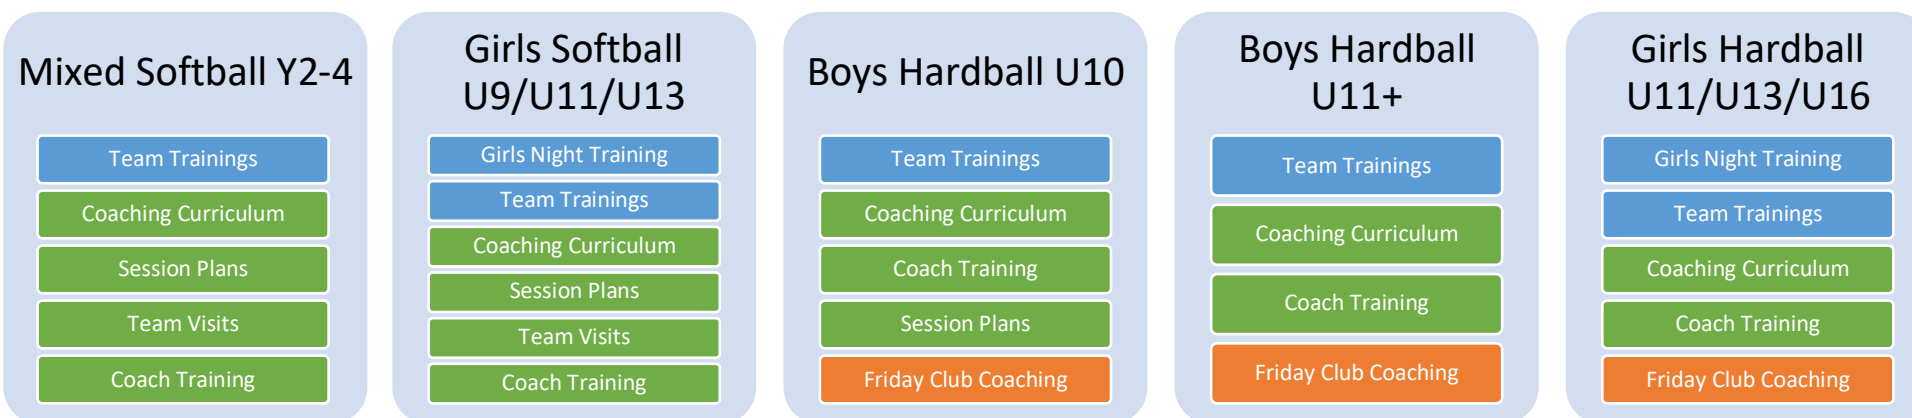 Mixed Softball Y2-4
Team Trainings
Coaching Curriculum
Session Plans
Team Visits
Coach Training
Girls Softball
U9/U11/U13
Girls Night Training
Team Trainings
Coaching Curriculum
Session Plans
Team Visits
Coach Training
Boys Hardball U10
Team Trainings
Coaching Curriculum
Coach Training
Session Plans
Friday Club Coaching
Boys Hardball
U11+
Team Trainings
Coaching Curriculum
Coach Training
Friday Club Coaching
Girls Hardball
U11/U13/U16
Girls Night Training
Team Trainings
Coaching Curriculum
Coach Training
Friday Club Coaching